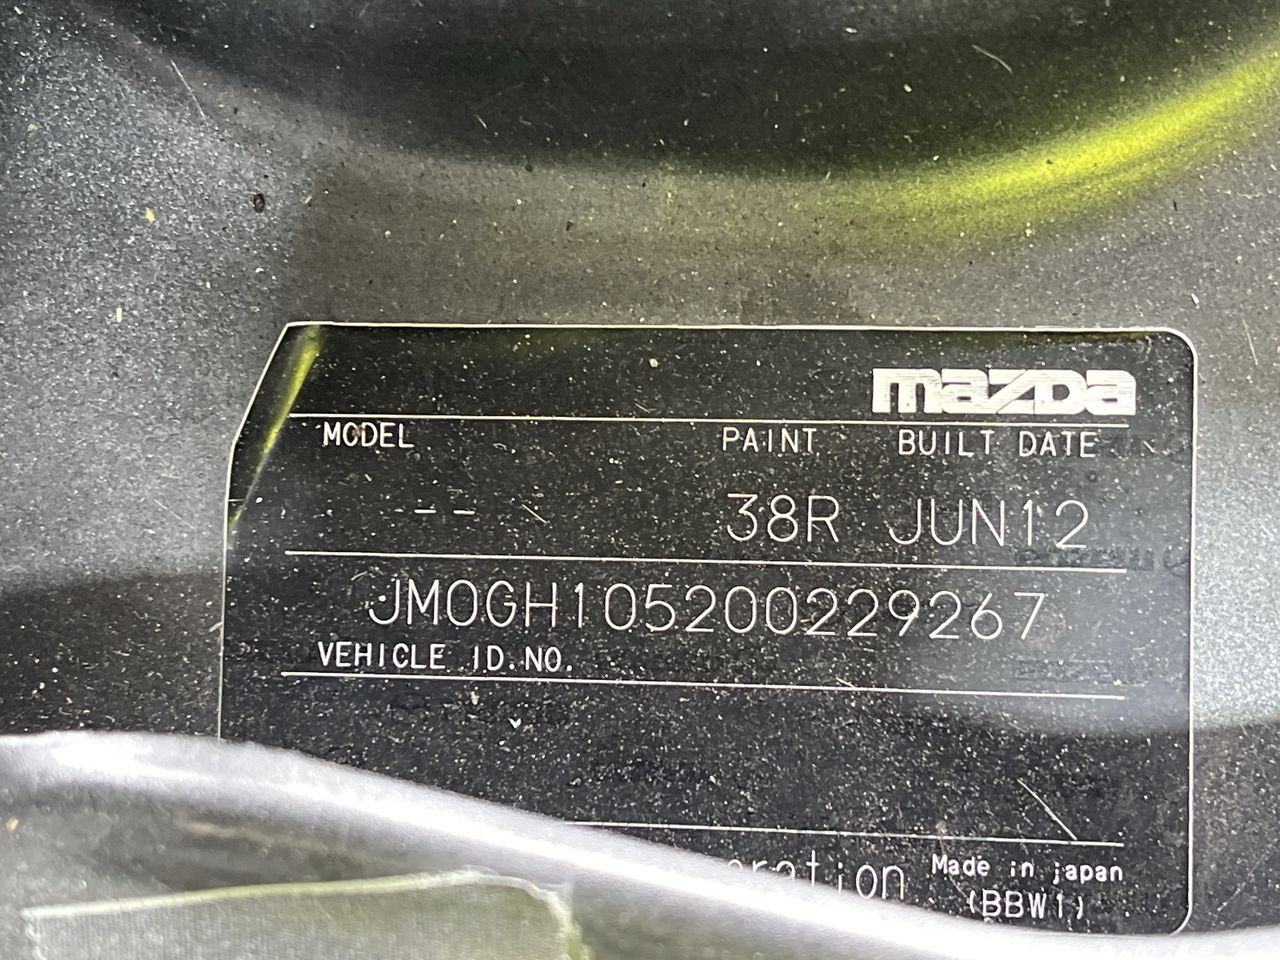 mazda
MODEL PAINT BUILT DATE
-- 38R JUN12
JM0GH105200229267
VEHICLE ID.NO.
Made in japan
(BBW1)